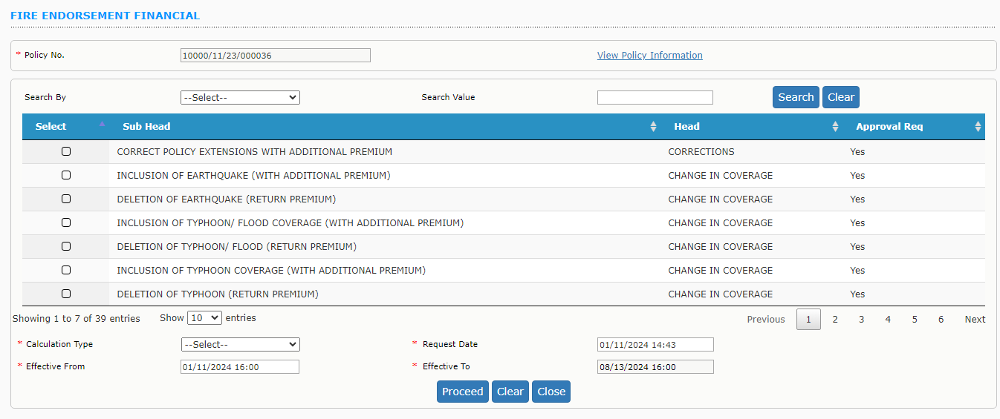 FIRE ENDORSEMENT FINANCIAL
* Policy No. 10000/11/23/000036 View Policy Information
Search By --Select-- Search Value Search Clear
Select Sub Head Head Approval Req
CORRECT POLICY EXTENSIONS WITH ADDITIONAL PREMIUM CORRECTIONS Yes
INCLUSION OF EARTHQUAKE (WITH ADDITIONAL PREMIUM) CHANGE IN COVERAGE Yes
DELETION OF EARTHQUAKE (RETURN PREMIUM) CHANGE IN COVERAGE Yes
INCLUSION OF TYPHOON/ FLOOD COVERAGE (WITH ADDITIONAL PREMIUM) CHANGE IN COVERAGE Yes
DELETION OF TYPHOON/ FLOOD (RETURN PREMIUM) CHANGE IN COVERAGE Yes
INCLUSION OF TYPHOON COVERAGE (WITH ADDITIONAL PREMIUM) CHANGE IN COVERAGE Yes
DELETION OF TYPHOON (RETURN PREMIUM) CHANGE IN COVERAGE Yes
Showing 1 to 7 of 39 entries Show 10 entries Previous 1 2 3 4 5 6 Next
* Calculation Type --Select-- * Request Date 01/11/2024 14:43
* Effective From 01/11/2024 16:00 * Effective To 08/13/2024 16:00
Proceed Clear Close